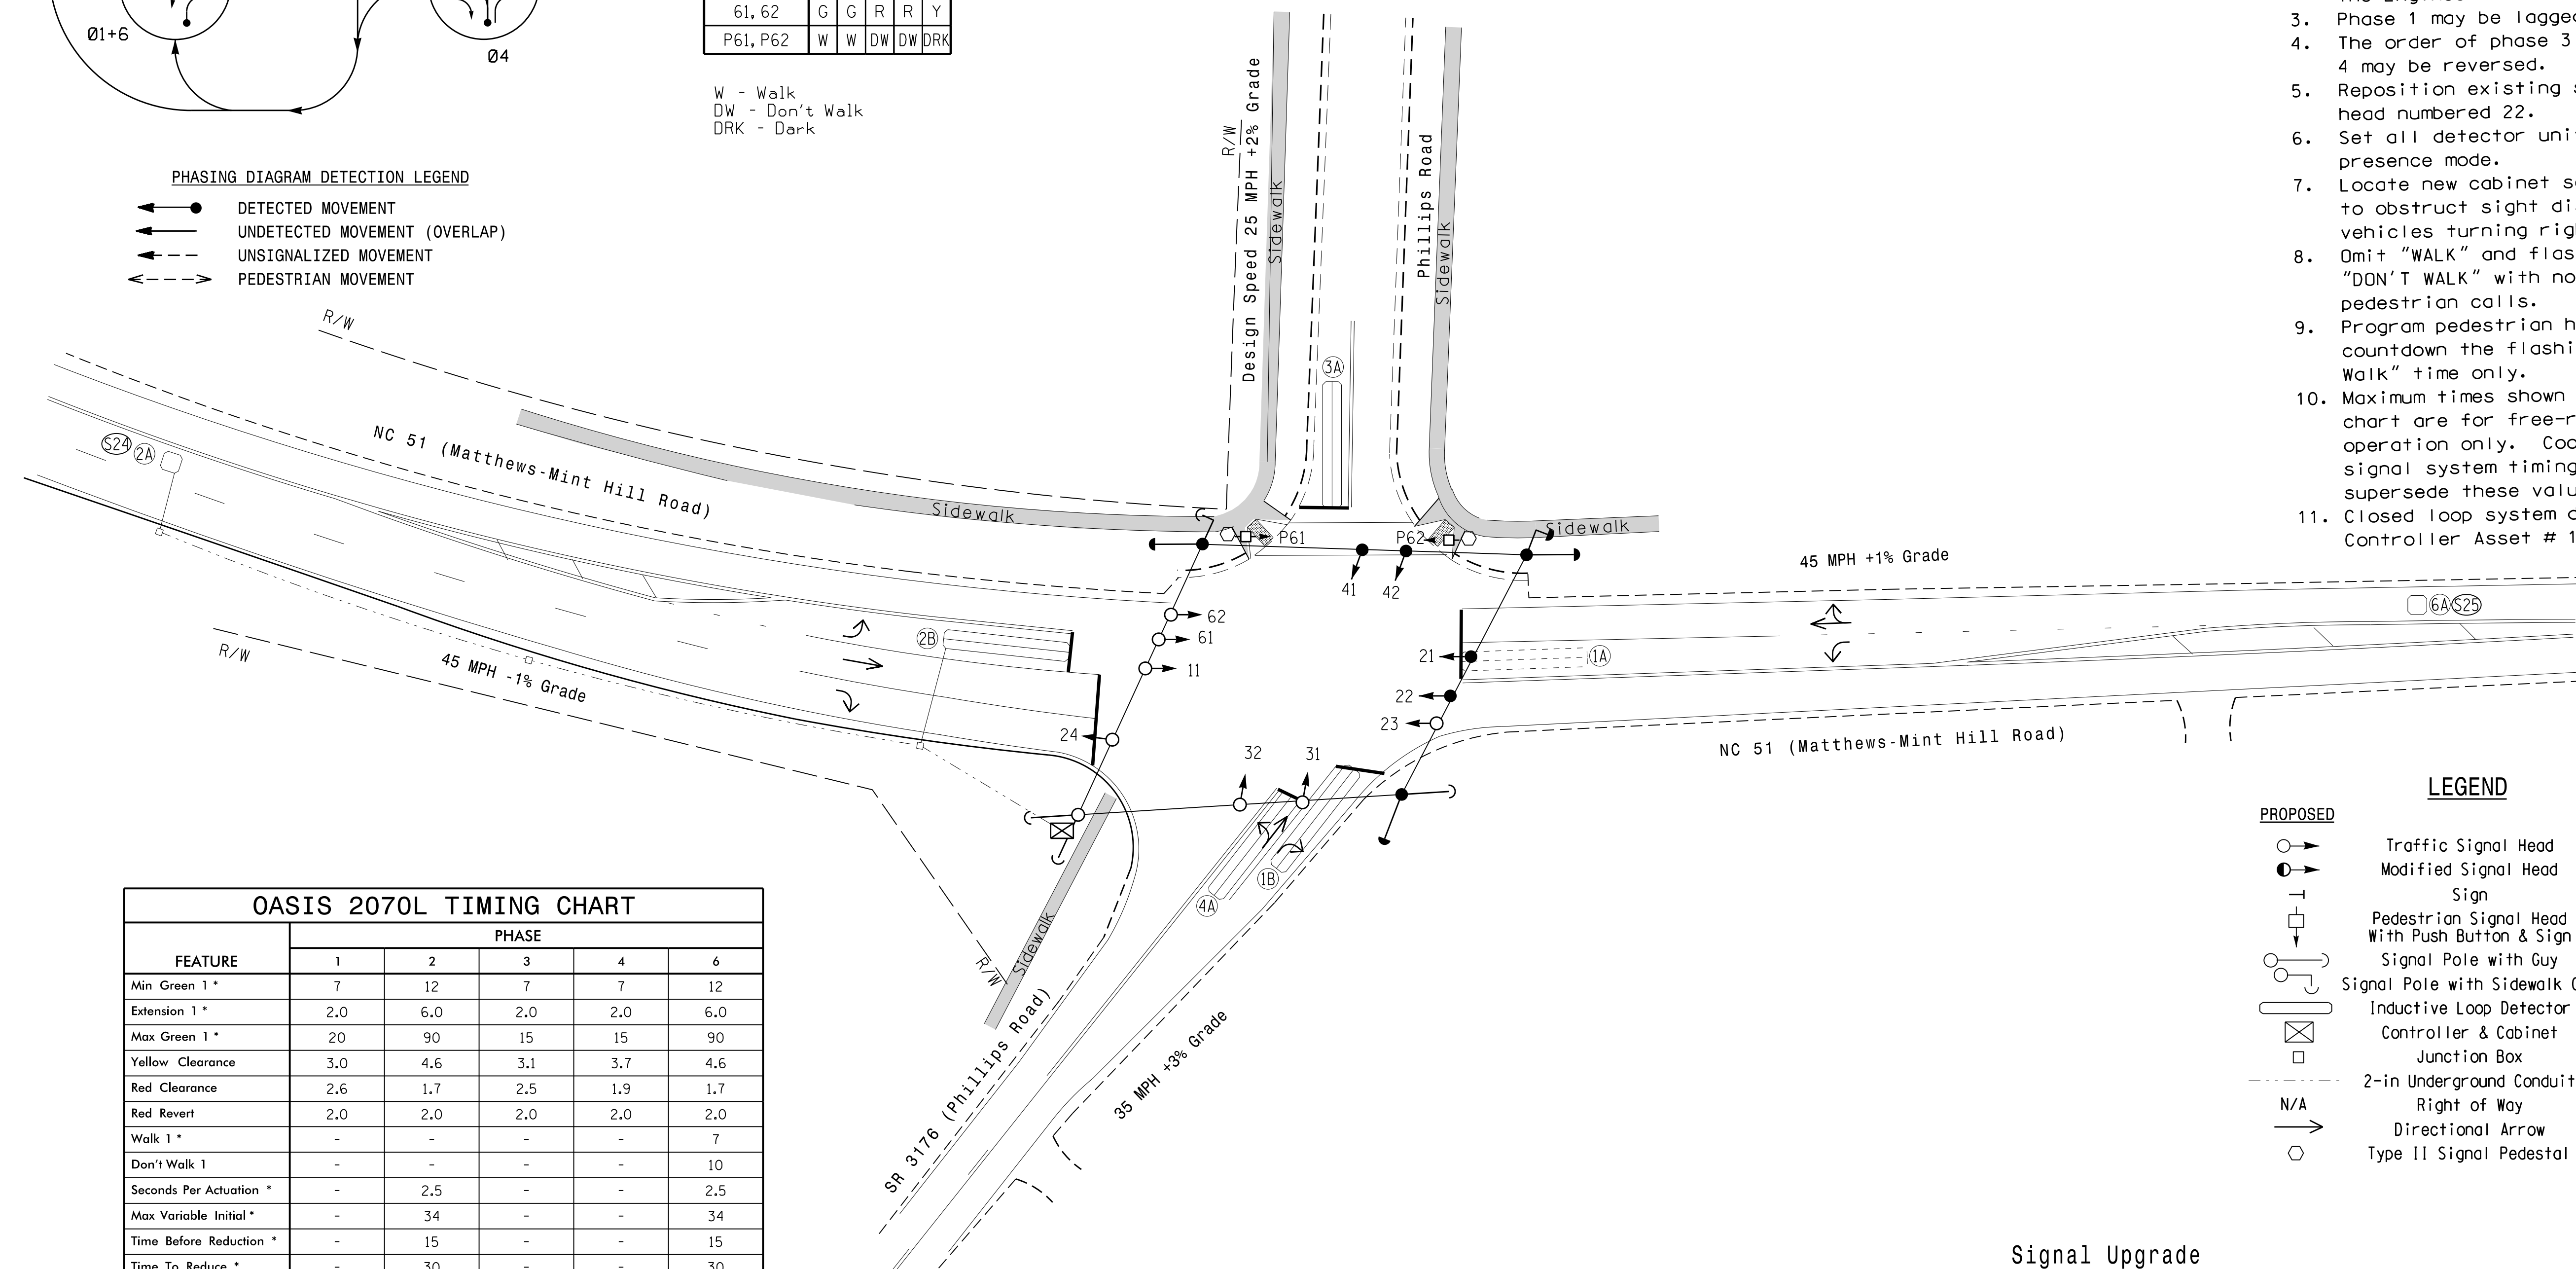 Ø1+6
Ø4
61, 62 G G R R Y
P61, P62 W W DW DW DRK
W - Walk
DW - Don't Walk
DRK - Dark
PHASING DIAGRAM DETECTION LEGEND
DETECTED MOVEMENT
UNDETECTED MOVEMENT (OVERLAP)
UNSIGNALIZED MOVEMENT
PEDESTRIAN MOVEMENT
3. Phase 1 may be lagged
4. The order of phase 3
4 may be reversed.
5. Reposition existing
head numbered 22.
6. Set all detector
presence mode.
7. Locate new cabinet
to obstruct sight
vehicles turning
8. Omit "WALK" and
"DON'T WALK" with no
pedestrian calls.
9. Program pedestrian
countdown the
Walk" time only.
10. Maximum times shown
chart are for
operation only.
signal system timing
supersede these
11. Closed loop system
Controller Asset # 1
R/W
Design Speed 25 MPH +2% Grade
Sidewalk
Phillips Road
Sidewalk
3A
R/W
NC 51 (Matthews-Mint Hill Road)
Sidewalk
S24 2A
P61
P62
Sidewalk
41
42
45 MPH +1% Grade
62
61
11
2B
24
21
22
23
1A
6A S25
R/W
45 MPH -1% Grade
NC 51 (Matthews-Mint Hill Road)
32
31
1B
4A
Sidewalk
R/W
SR 3176 (Phillips Road)
35 MPH +3% Grade
LEGEND
PROPOSED
Traffic Signal Head
Modified Signal Head
Sign
Pedestrian Signal Head
With Push Button & Sign
Signal Pole with Guy
Signal Pole with Sidewalk
Inductive Loop Detector
Controller & Cabinet
Junction Box
2-in Underground Conduit
N/A Right of Way
Directional Arrow
Type II Signal Pedestal
OASIS 2070L TIMING CHART
PHASE
FEATURE 1 2 3 4 6
Min Green 1 * 7 12 7 7 12
Extension 1 * 2.0 6.0 2.0 2.0 6.0
Max Green 1 * 20 90 15 15 90
Yellow Clearance 3.0 4.6 3.1 3.7 4.6
Red Clearance 2.6 1.7 2.5 1.9 1.7
Red Revert 2.0 2.0 2.0 2.0 2.0
Walk 1 * - - - - 7
Don't Walk 1 - - - - 10
Seconds Per Actuation * - 2.5 - - 2.5
Max Variable Initial * - 34 - - 34
Time Before Reduction * - 15 - - 15
Time To Reduce * - 30 - - 30
Signal Upgrade